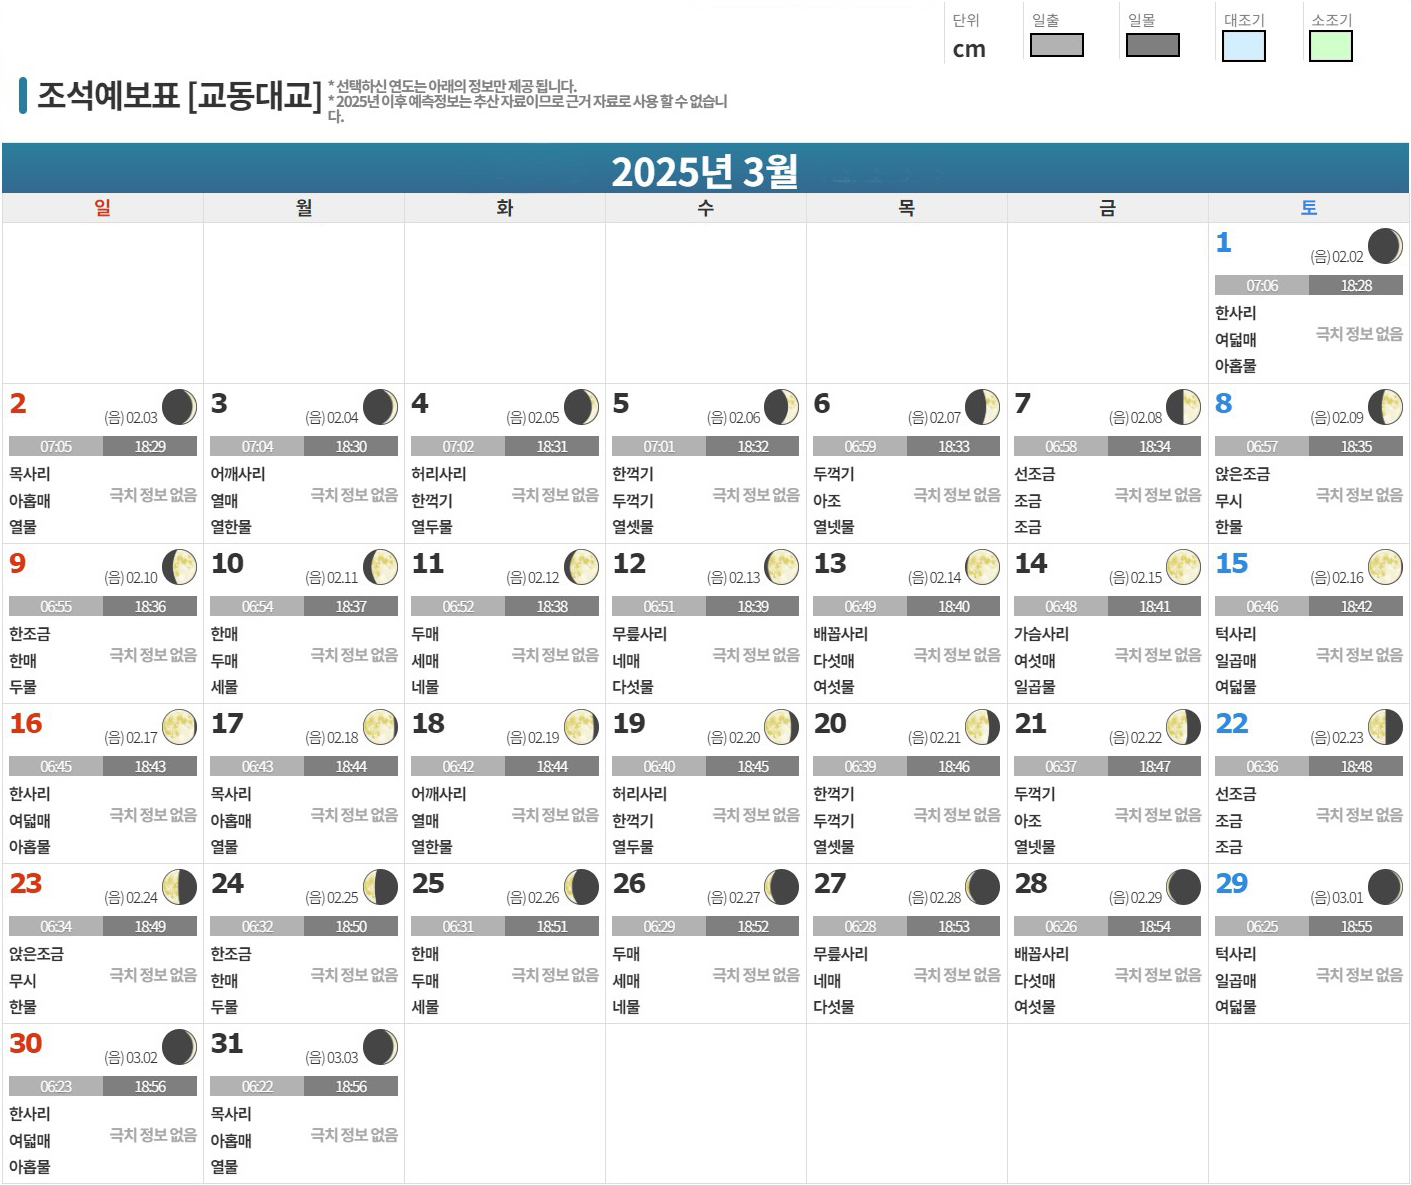 단위 일출 일몰 대조기 소조기
cm
조석예보표 [교동대교]
* 선택하신 연도는 아래의 정보만 제공 됩니다.
* 2025년 이후 예측정보는 추산 자료이므로 근거 자료로 사용 할 수 없습니
다.
2025년 3월
일 월 화 수 목 금 토
1 (음) 02.02
07:06 18:28
한사리
여덟매
아홉물
극치 정보 없음
2 (음) 02.03
07:05 18:29
목사리
아홉매
열물
극치 정보 없음
3 (음) 02.04
07:04 18:30
어깨사리
열매
열한물
극치 정보 없음
4 (음) 02.05
07:02 18:31
허리사리
한꺽기
열두물
극치 정보 없음
5 (음) 02.06
07:01 18:32
한꺽기
두꺽기
열셋물
극치 정보 없음
6 (음) 02.07
06:59 18:33
두꺽기
아조
열넷물
극치 정보 없음
7 (음) 02.08
06:58 18:34
선조금
조금
조금
극치 정보 없음
8 (음) 02.09
06:57 18:35
앉은조금
무시
한물
극치 정보 없음
9 (음) 02.10
06:55 18:36
한조금
한매
두물
극치 정보 없음
10 (음) 02.11
06:54 18:37
한매
두매
세물
극치 정보 없음
11 (음) 02.12
06:52 18:38
두매
세매
네물
극치 정보 없음
12 (음) 02.13
06:51 18:39
무릎사리
네매
다섯물
극치 정보 없음
13 (음) 02.14
06:49 18:40
배꼽사리
다섯매
여섯물
극치 정보 없음
14 (음) 02.15
06:48 18:41
가슴사리
여섯매
일곱물
극치 정보 없음
15 (음) 02.16
06:46 18:42
턱사리
일곱매
여덟물
극치 정보 없음
16 (음) 02.17
06:45 18:43
한사리
여덟매
아홉물
극치 정보 없음
17 (음) 02.18
06:43 18:44
목사리
아홉매
열물
극치 정보 없음
18 (음) 02.19
06:42 18:44
어깨사리
열매
열한물
극치 정보 없음
19 (음) 02.20
06:40 18:45
허리사리
한꺽기
열두물
극치 정보 없음
20 (음) 02.21
06:39 18:46
한꺽기
두꺽기
열셋물
극치 정보 없음
21 (음) 02.22
06:37 18:47
두꺽기
아조
열넷물
극치 정보 없음
22 (음) 02.23
06:36 18:48
선조금
조금
조금
극치 정보 없음
23 (음) 02.24
06:34 18:49
앉은조금
무시
한물
극치 정보 없음
24 (음) 02.25
06:32 18:50
한조금
한매
두물
극치 정보 없음
25 (음) 02.26
06:31 18:51
한매
두매
세물
극치 정보 없음
26 (음) 02.27
06:29 18:52
두매
세매
네물
극치 정보 없음
27 (음) 02.28
06:28 18:53
무릎사리
네매
다섯물
극치 정보 없음
28 (음) 02.29
06:26 18:54
배꼽사리
다섯매
여섯물
극치 정보 없음
29 (음) 03.01
06:25 18:55
턱사리
일곱매
여덟물
극치 정보 없음
30 (음) 03.02
06:23 18:56
한사리
여덟매
아홉물
극치 정보 없음
31 (음) 03.03
06:22 18:56
목사리
아홉매
열물
극치 정보 없음